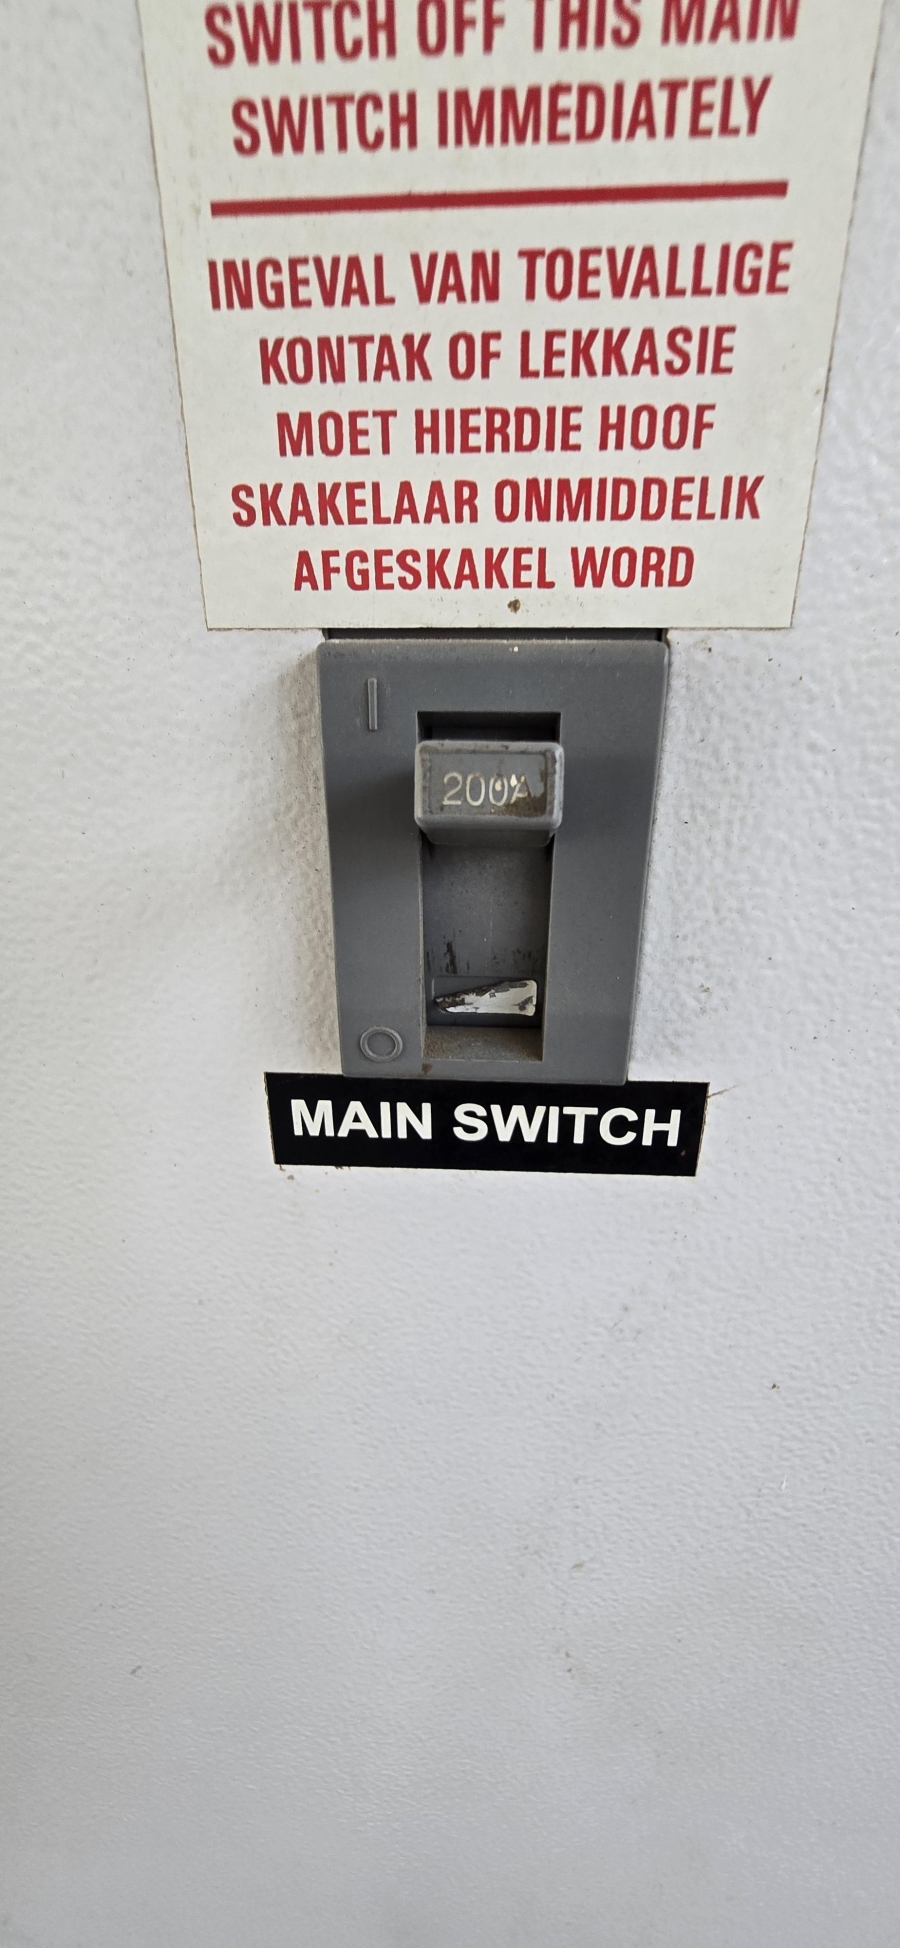 SWITCH OFF THIS MAIN
SWITCH IMMEDIATELY
INGEVAL VAN TOEVALLIGE
KONTAK OF LEKKASIE
MOET HIERDIE HOOF
SKAKELAAR ONMIDDELIK
AFGESKAKEL WORD
I
200A
O
MAIN SWITCH